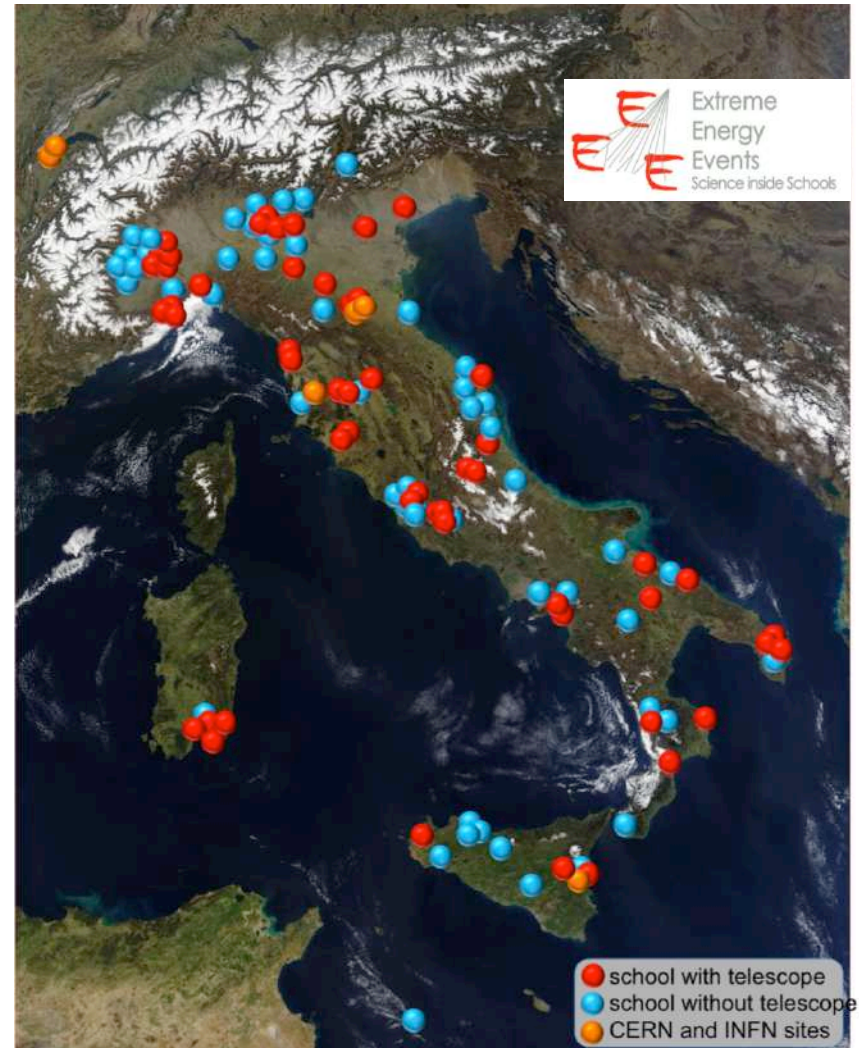 E
E
E
Extreme
Energy
Events
Science inside Schools
school with telescope
school without telescope
CERN and INFN sites